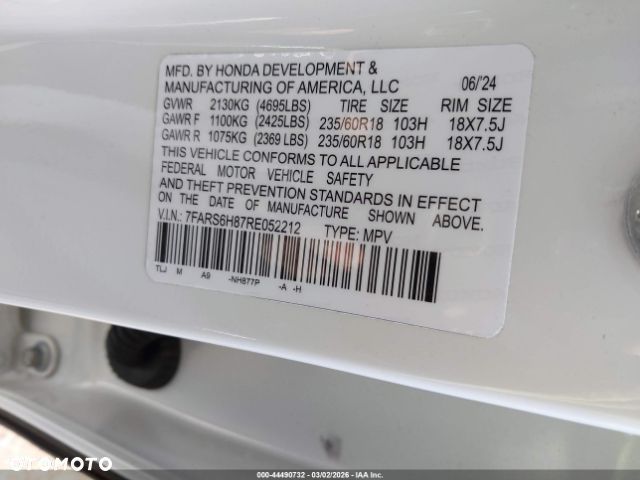 MFD. BY HONDA DEVELOPMENT &
MANUFACTURING OF AMERICA, LLC 06/'24
GVWR 2130KG (4695LBS) TIRE SIZE RIM SIZE
GAWR F 1100KG (2425LBS) 235/60R18 103H 18X7.5J
GAWR R 1075KG (2369LBS) 235/60R18 103H 18X7.5J
THIS VEHICLE CONFORMS TO ALL APPLICABLE
FEDERAL MOTOR VEHICLE SAFETY
AND THEFT PREVENTION STANDARDS IN EFFECT
ON THE DATE OF MANUFACTURE SHOWN ABOVE.
V.I.N.: 7FARS6H87RE052212 TYPE: MPV
TLJ M A9 -NH877P -A -H
OTOMOTO
000-44490732 - 03/02/2026 - IAA Inc.